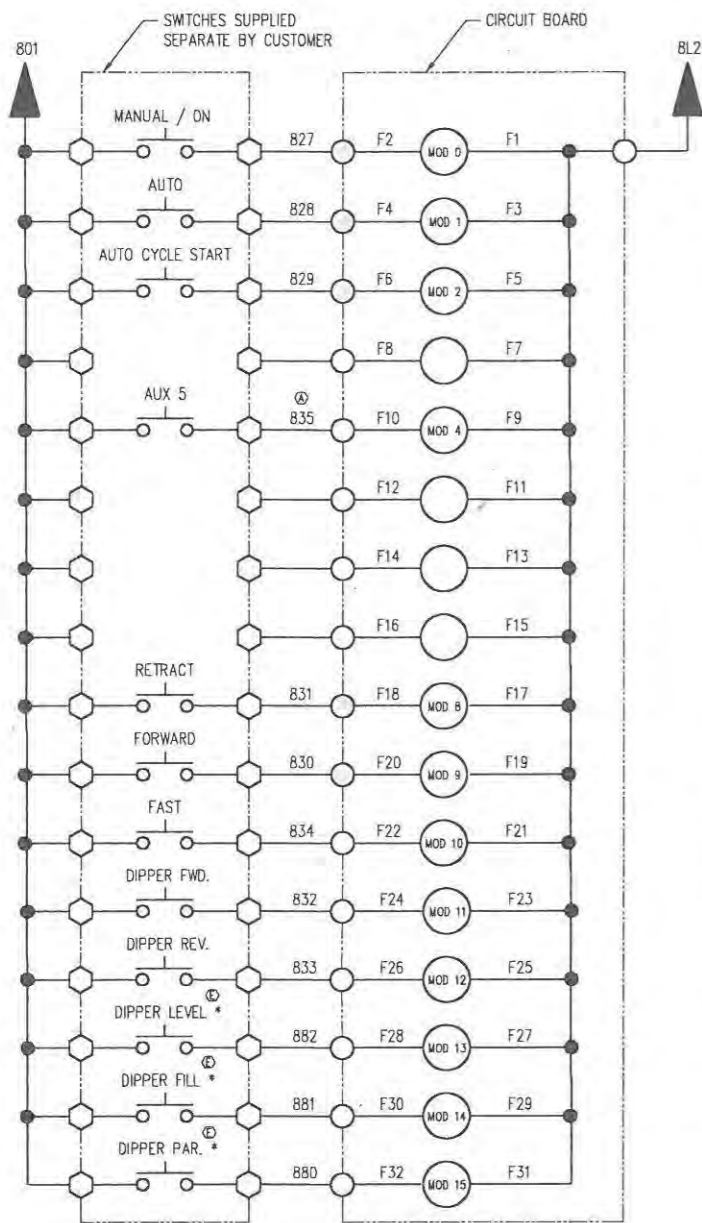 SWITCHES SUPPLIED
SEPARATE BY CUSTOMER
CIRCUIT BOARD
801
8L2
MANUAL / ON
827 F2 MOD 0 F1
AUTO
828 F4 MOD 1 F3
AUTO CYCLE START
829 F6 MOD 2 F5
F8 F7
AUX 5
A
835 F10 MOD 4 F9
F12 F11
F14 F13
F16 F15
RETRACT
831 F18 MOD 8 F17
FORWARD
830 F20 MOD 9 F19
FAST
834 F22 MOD 10 F21
DIPPER FWD.
832 F24 MOD 11 F23
DIPPER REV.
833 F26 MOD 12 F25
E
DIPPER LEVEL *
882 F28 MOD 13 F27
E
DIPPER FILL *
881 F30 MOD 14 F29
E
DIPPER PAR. *
880 F32 MOD 15 F31